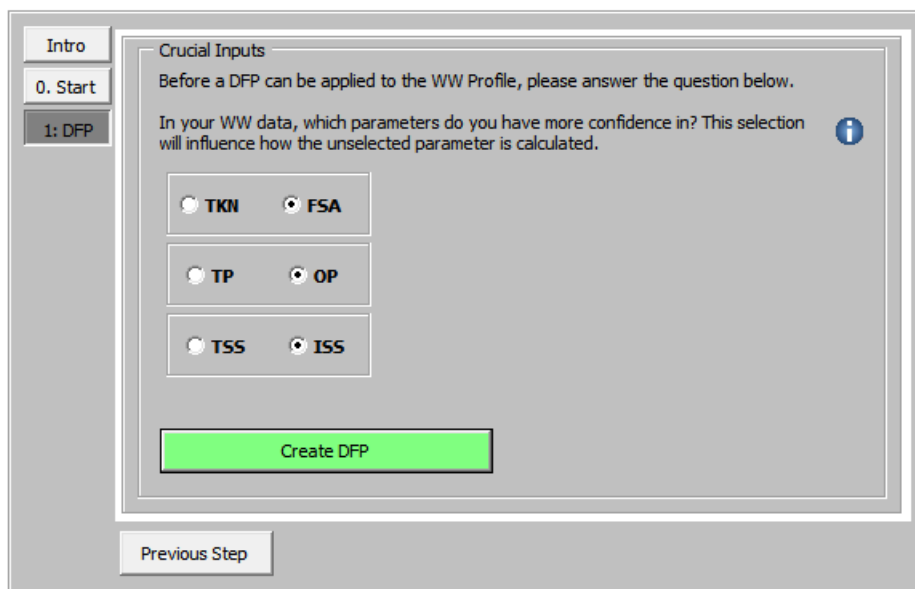 Intro
0. Start
1: DFP
Crucial Inputs
Before a DFP can be applied to the WW Profile, please answer the question below.
In your WW data, which parameters do you have more confidence in? This selection
will influence how the unselected parameter is calculated.
TKN FSA
TP OP
TSS ISS
Create DFP
Previous Step